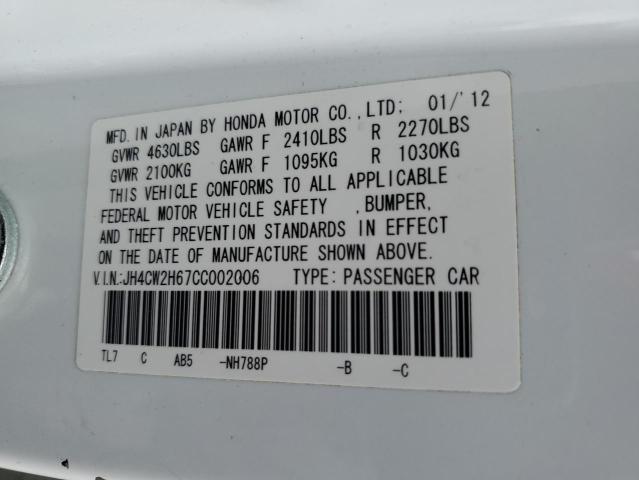 MFD. IN JAPAN BY HONDA MOTOR CO., LTD; 01/'12
GVWR 4630LBS GAWR F 2410LBS R 2270LBS
GVWR 2100KG GAWR F 1095KG R 1030KG
THIS VEHICLE CONFORMS TO ALL APPLICABLE
FEDERAL MOTOR VEHICLE SAFETY , BUMPER,
AND THEFT PREVENTION STANDARDS IN EFFECT
ON THE DATE OF MANUFACTURE SHOWN ABOVE.
V.I.N.:JH4CW2H67CC002006 TYPE: PASSENGER CAR
TL7 C AB5 -NH788P -B -C